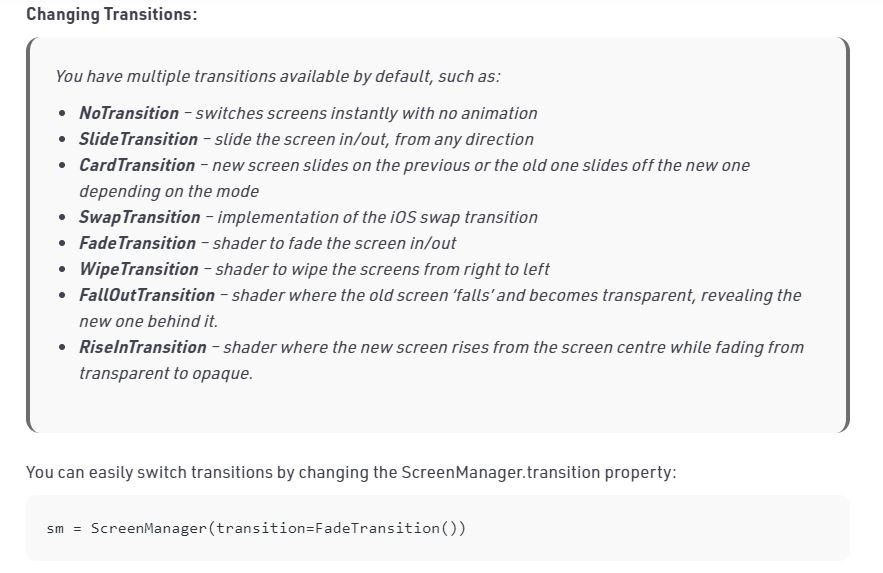 Changing Transitions:
You have multiple transitions available by default, such as:
• NoTransition – switches screens instantly with no animation
• SlideTransition – slide the screen in/out, from any direction
• CardTransition – new screen slides on the previous or the old one slides off the new one
depending on the mode
• SwapTransition – implementation of the iOS swap transition
• FadeTransition – shader to fade the screen in/out
• WipeTransition – shader to wipe the screens from right to left
• FallOutTransition – shader where the old screen ‘falls’ and becomes transparent, revealing the
new one behind it.
• RiseInTransition – shader where the new screen rises from the screen centre while fading from
transparent to opaque.
You can easily switch transitions by changing the ScreenManager.transition property:
sm = ScreenManager(transition=FadeTransition())